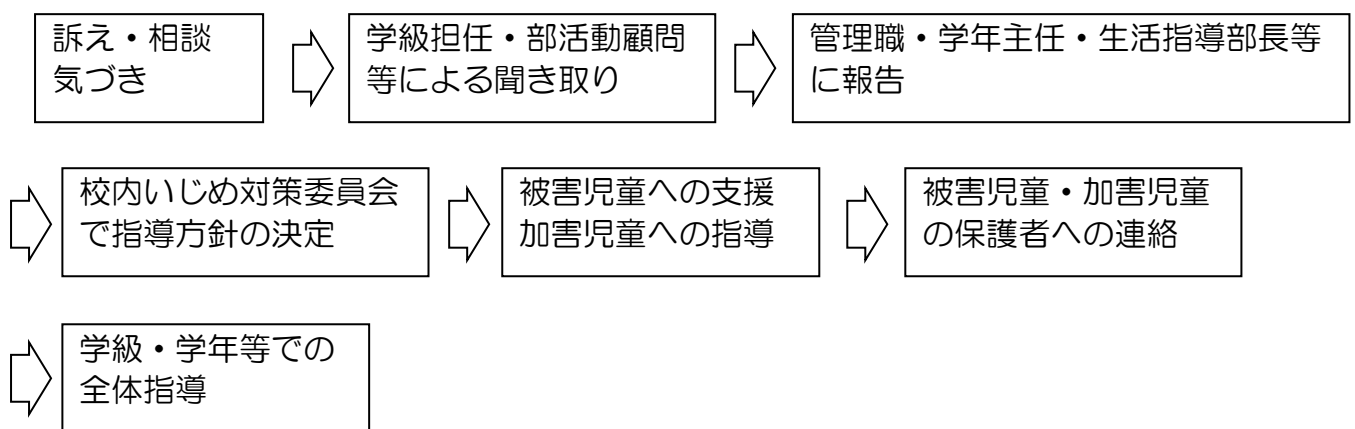 訴え・相談
気づき
学級担任・部活動顧問
等による聞き取り
管理職・学年主任・生活指導部長等
に報告
校内いじめ対策委員会
で指導方針の決定
被害児童への支援
加害児童への指導
被害児童・加害児童
の保護者への連絡
学級・学年等での
全体指導